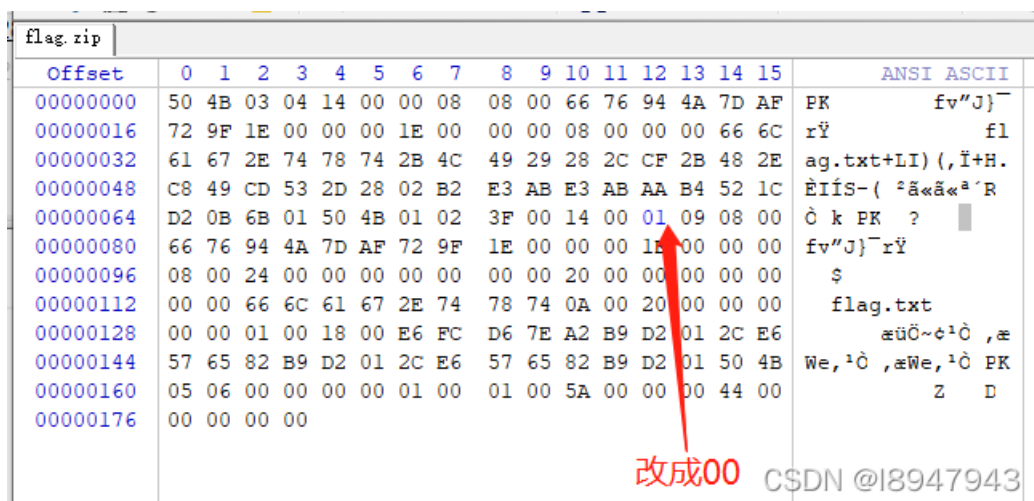 flag.zip
Offset 0 1 2 3 4 5 6 7 8 9 10 11 12 13 14 15 ANSI ASCII
00000000 50 4B 03 04 14 00 00 08 08 00 66 76 94 4A 7D AF PK fv"J}¯
00000016 72 9F 1E 00 00 00 1E 00 00 00 08 00 00 00 66 6C rŸ fl
00000032 61 67 2E 74 78 74 2B 4C 49 29 28 2C CF 2B 48 2E ag.txt+LI)(,Ï+H.
00000048 C8 49 CD 53 2D 28 02 B2 E3 AB E3 AB AA B4 52 1C ÈIÍS-( ²ã«ã«ª´R
00000064 D2 0B 6B 01 50 4B 01 02 3F 00 14 00 01 09 08 00 Ò k PK ?
00000080 66 76 94 4A 7D AF 72 9F 1E 00 00 00 1E 00 00 00 fv"J}¯rŸ
00000096 08 00 24 00 00 00 00 00 00 00 20 00 00 00 00 00 $
00000112 00 00 66 6C 61 67 2E 74 78 74 0A 00 20 00 00 00 flag.txt
00000128 00 00 01 00 18 00 E6 FC D6 7E A2 B9 D2 01 2C E6 æüÖ~¢¹Ò ,æ
00000144 57 65 82 B9 D2 01 2C E6 57 65 82 B9 D2 01 50 4B We‚¹Ò ,æWe‚¹Ò PK
00000160 05 06 00 00 00 00 01 00 01 00 5A 00 00 00 44 00 Z D
00000176 00 00 00 00
改成00
CSDN @l8947943